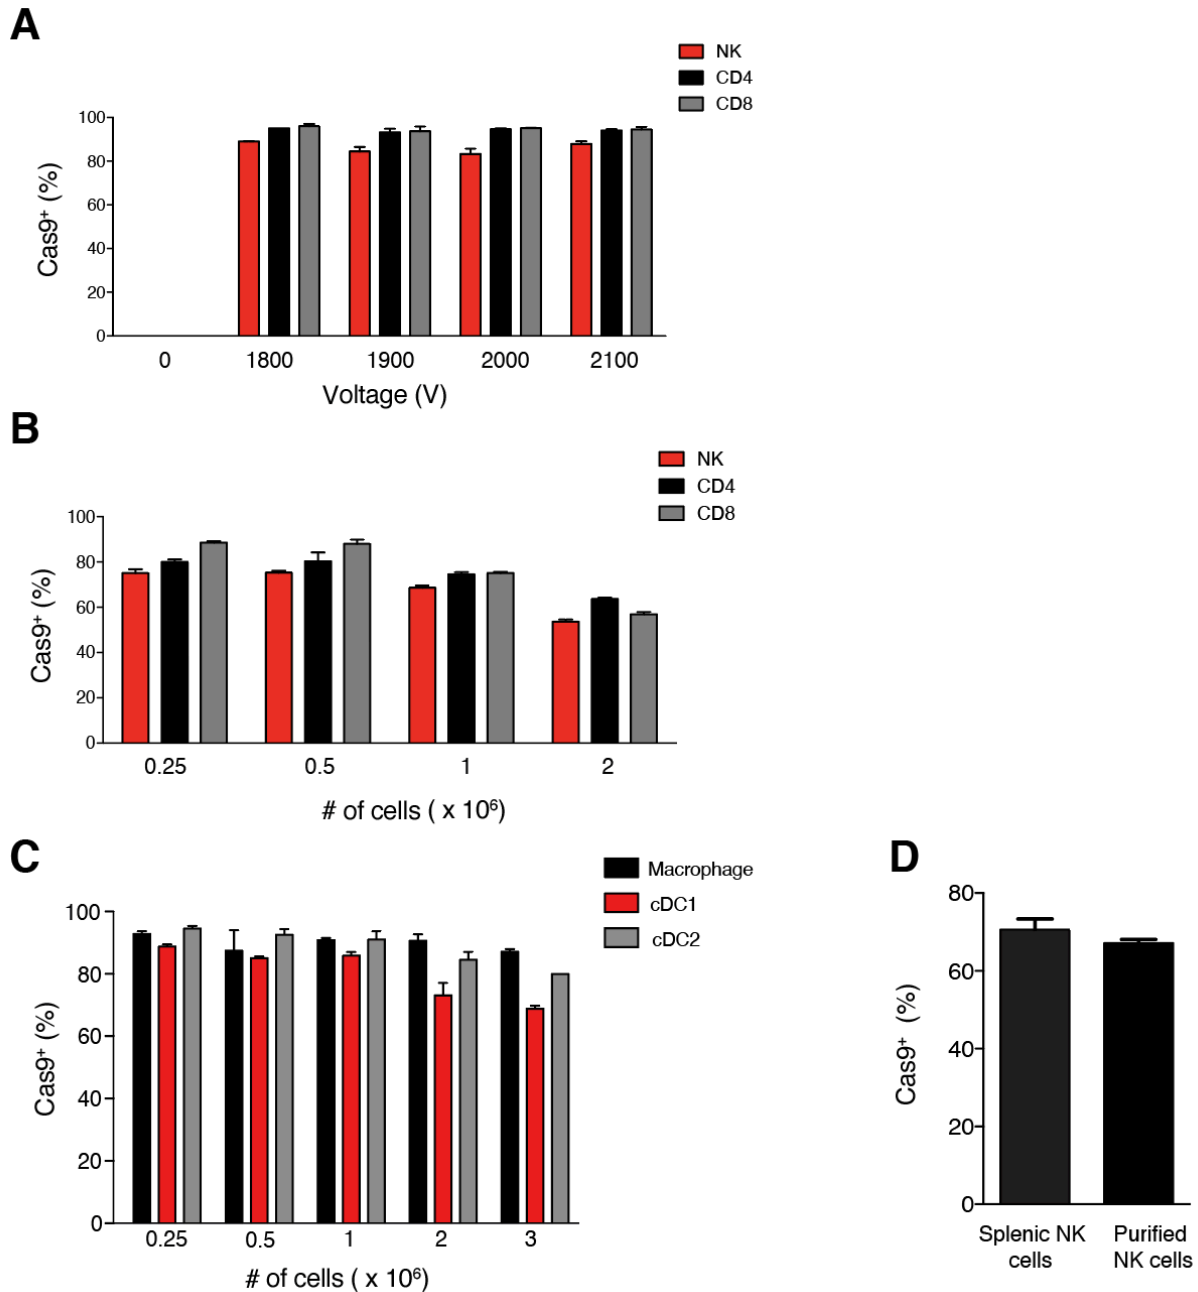 A
NK
CD4
CD8
100
80
60
40
20
0
Cas9⁺ (%)
0 1800 1900 2000 2100
Voltage (V)
B
NK
CD4
CD8
100
80
60
40
20
0
Cas9⁺ (%)
0.25 0.5 1 2
# of cells ( x 10⁶)
C
Macrophage
cDC1
cDC2
100
80
60
40
20
0
Cas9⁺ (%)
0.25 0.5 1 2 3
# of cells ( x 10⁶)
D
80
60
40
20
0
Cas9⁺ (%)
Splenic NK
cells
Purified
NK cells